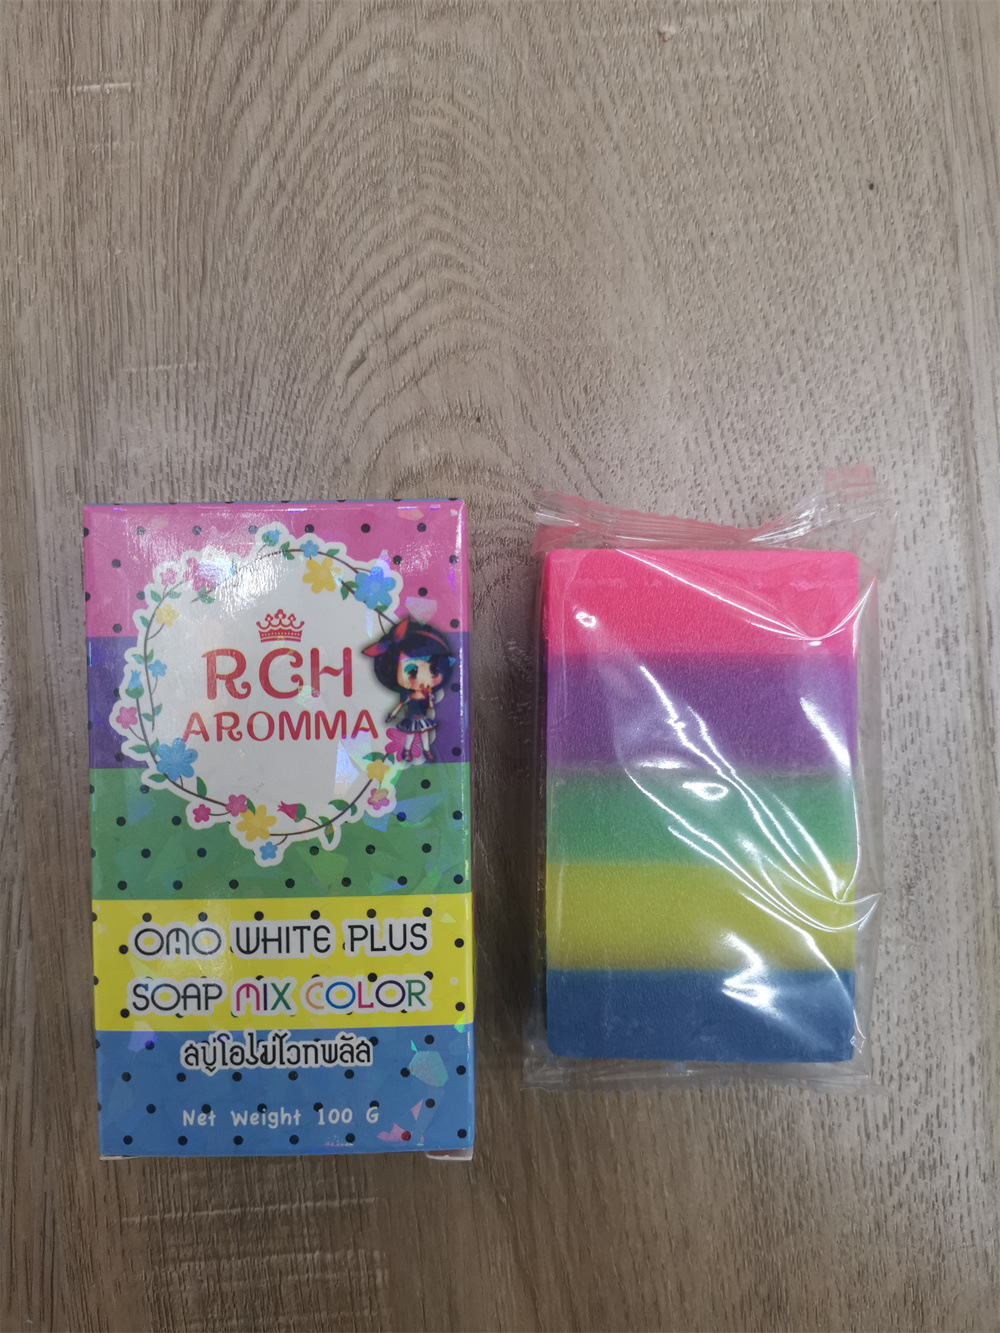 RCH
AROMMA
OMO WHITE PLUS
SOAP MIX COLOR
สบู่โอโม่ไวท์พลัส
Net Weight 100 G